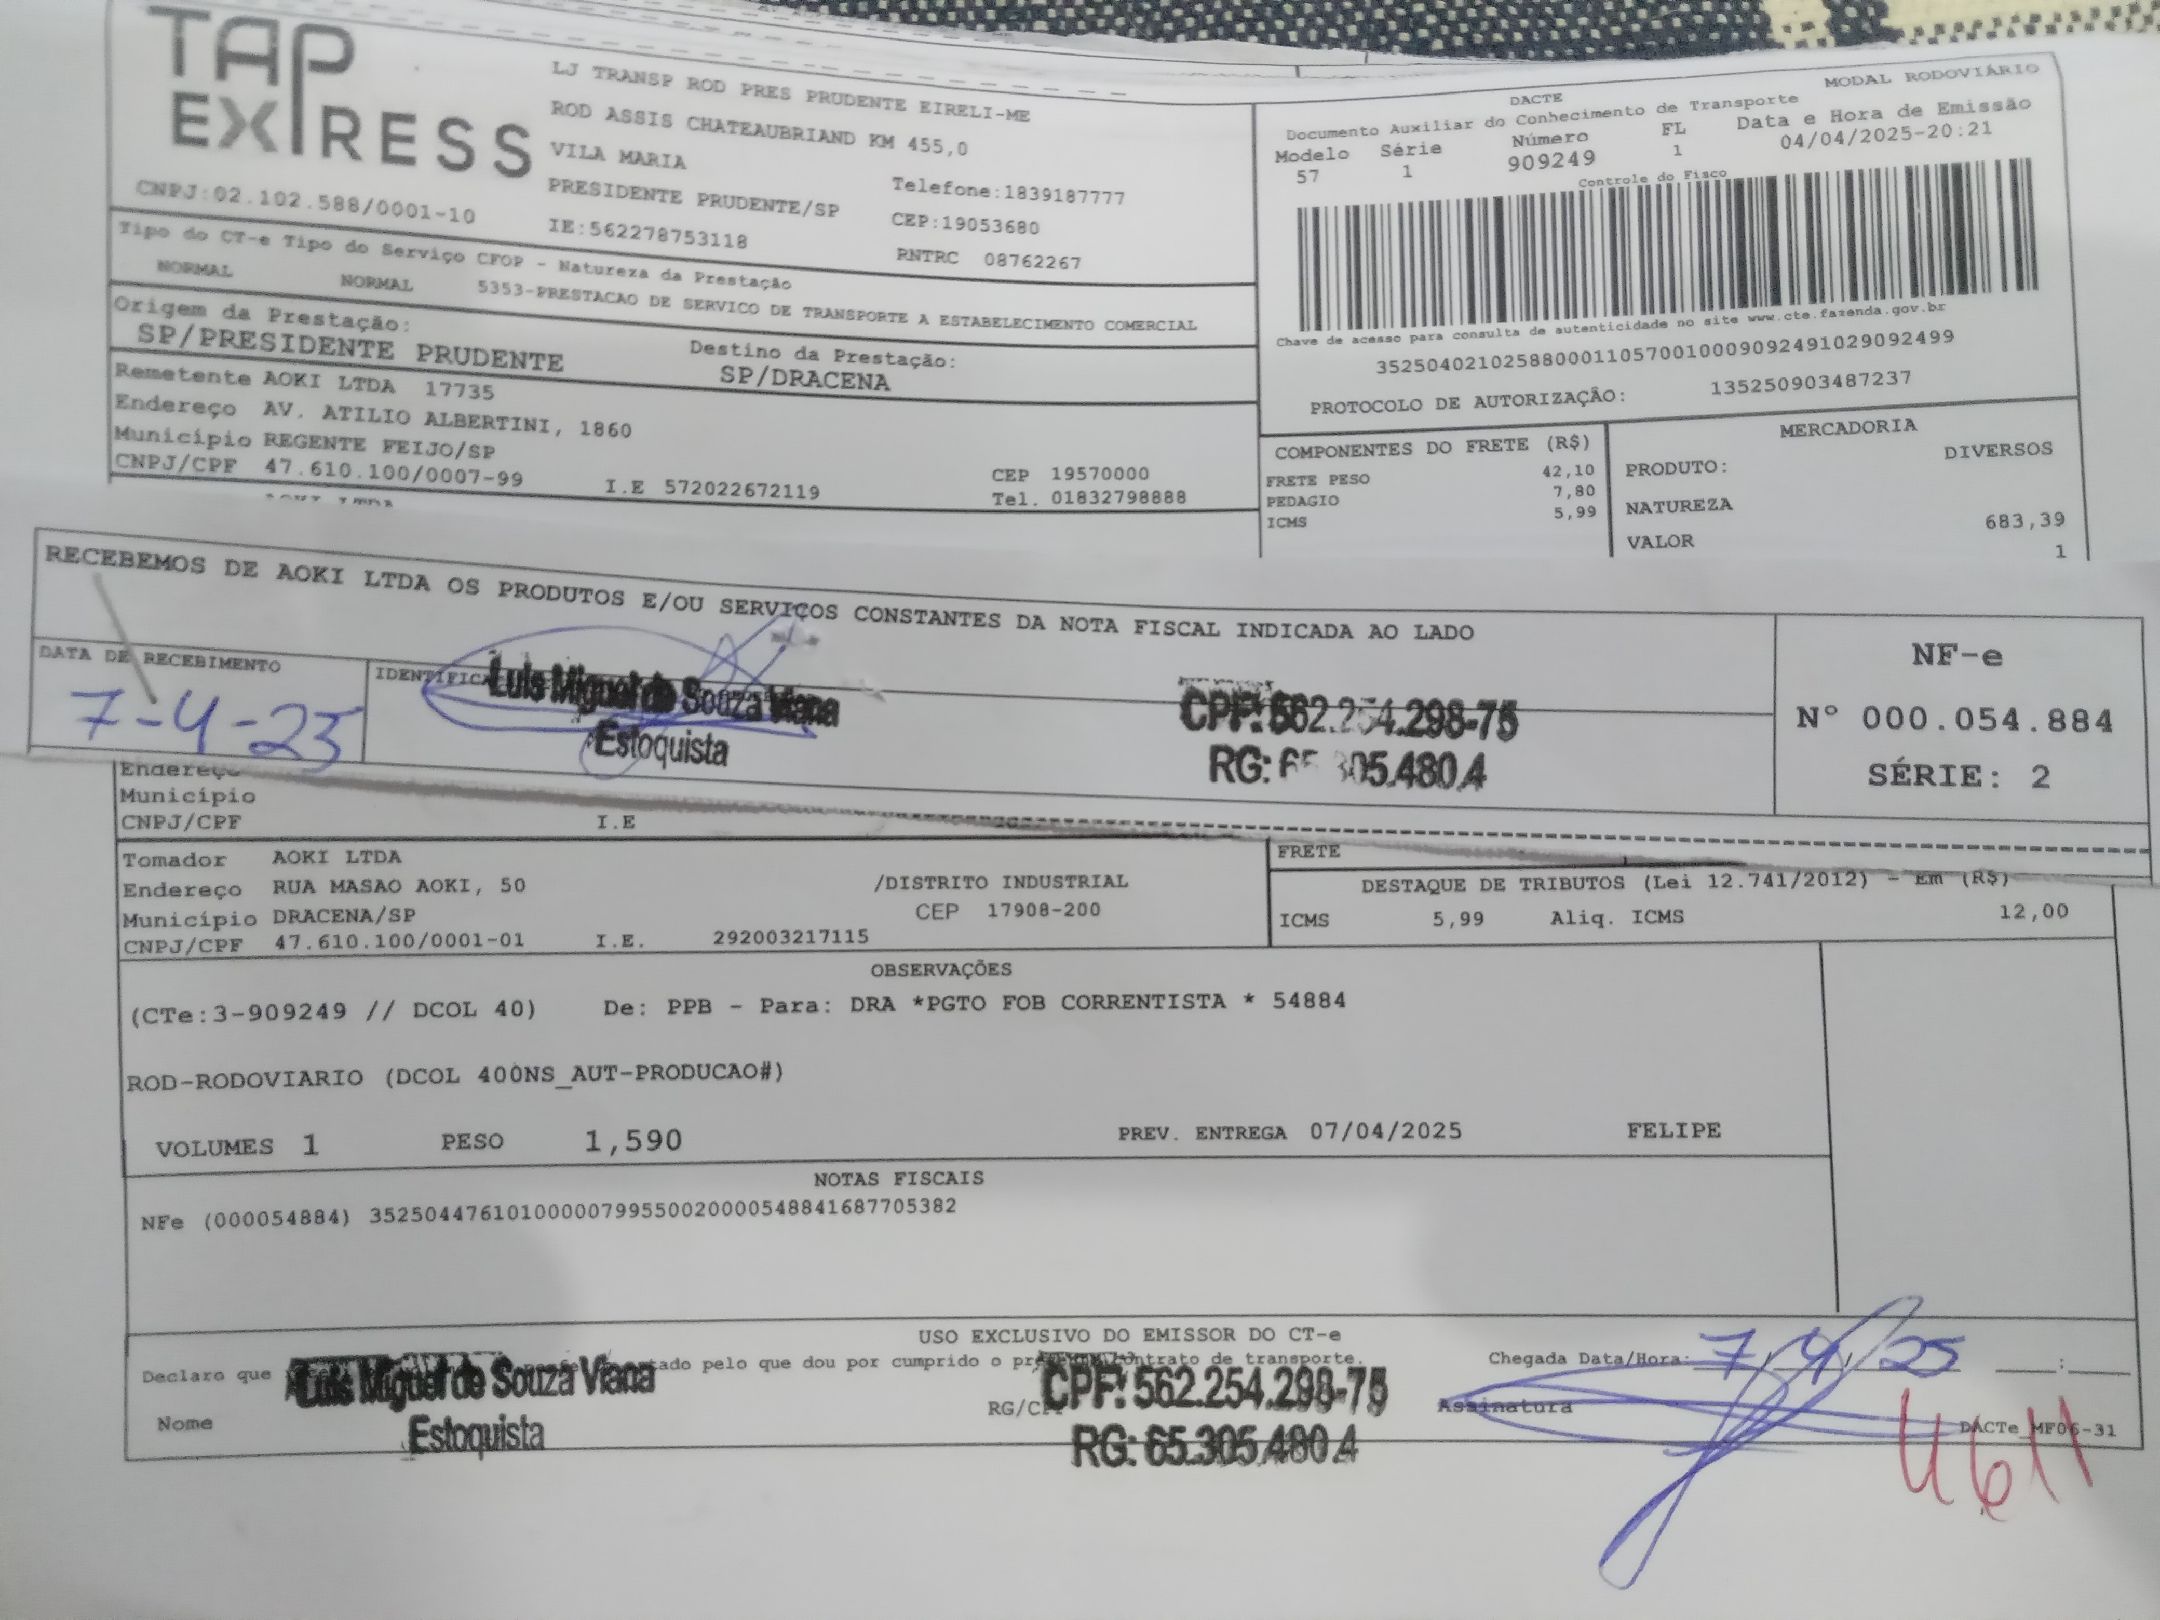 TAP
EXPRESS
CNPJ:02.102.588/0001-10
LJ TRANSP ROD PRES PRUDENTE EIRELI-ME
ROD ASSIS CHATEAUBRIAND KM 455,0
VILA MARIA
PRESIDENTE PRUDENTE/SP
IE:562278753118
Telefone:1839187777
CEP:19053680
RNTRC 08762267
MODAL RODOVIÁRIO
DACTE
Documento Auxiliar do Conhecimento de Transporte
Modelo Série Número FL Data e Hora de Emissão
57 1 909249 1 04/04/2025-20:21
Controle do Fisco
Chave de acesso para consulta de autenticidade no site www.cte.fazenda.gov.br
35250402102588000110570010009092491029092499
PROTOCOLO DE AUTORIZAÇÃO: 135250903487237
Tipo do CT-e Tipo do Serviço CFOP - Natureza da Prestação
NORMAL NORMAL 5353-PRESTACAO DE SERVICO DE TRANSPORTE A ESTABELECIMENTO COMERCIAL
Origem da Prestação: Destino da Prestação:
SP/PRESIDENTE PRUDENTE SP/DRACENA
Remetente AOKI LTDA 17735
Endereço AV. ATILIO ALBERTINI, 1860
Município REGENTE FEIJO/SP CEP 19570000
CNPJ/CPF 47.610.100/0007-99 I.E 572022672119 Tel. 01832798888
COMPONENTES DO FRETE (R$)
FRETE PESO 42,10
PEDAGIO 7,80
ICMS 5,99
MERCADORIA
PRODUTO: DIVERSOS
NATUREZA
VALOR 683,39
1
RECEBEMOS DE AOKI LTDA OS PRODUTOS E/OU SERVIÇOS CONSTANTES DA NOTA FISCAL INDICADA AO LADO
DATA DE RECEBIMENTO
7-4-25
Luis Miguel de Souza Viana
Estoquista
CPF: 562.254.298-75
RG: 65.305.480.4
NF-e
Nº 000.054.884
SÉRIE: 2
Endereço
Município
CNPJ/CPF I.E
Tomador AOKI LTDA
Endereço RUA MASAO AOKI, 50 /DISTRITO INDUSTRIAL
Município DRACENA/SP CEP 17908-200
CNPJ/CPF 47.610.100/0001-01 I.E. 292003217115
FRETE
DESTAQUE DE TRIBUTOS (Lei 12.741/2012) - Em (R$)
ICMS 5,99 Aliq. ICMS 12,00
OBSERVAÇÕES
(CTe:3-909249 // DCOL 40) De: PPB - Para: DRA *PGTO FOB CORRENTISTA * 54884
ROD-RODOVIARIO (DCOL 400NS_AUT-PRODUCAO#)
VOLUMES 1 PESO 1,590 PREV. ENTREGA 07/04/2025 FELIPE
NOTAS FISCAIS
NFe (000054884) 35250447610100000799550020000548841687705382
USO EXCLUSIVO DO EMISSOR DO CT-e
Declaro que pelo que dou por cumprido o contrato de transporte.
Luis Miguel de Souza Viana
Nome Estoquista
CPF: 562.254.298-75
RG: 65.305.480.4
Chegada Data/Hora: 7/4/25 :
Assinatura
DACTe_MF06-31
4611